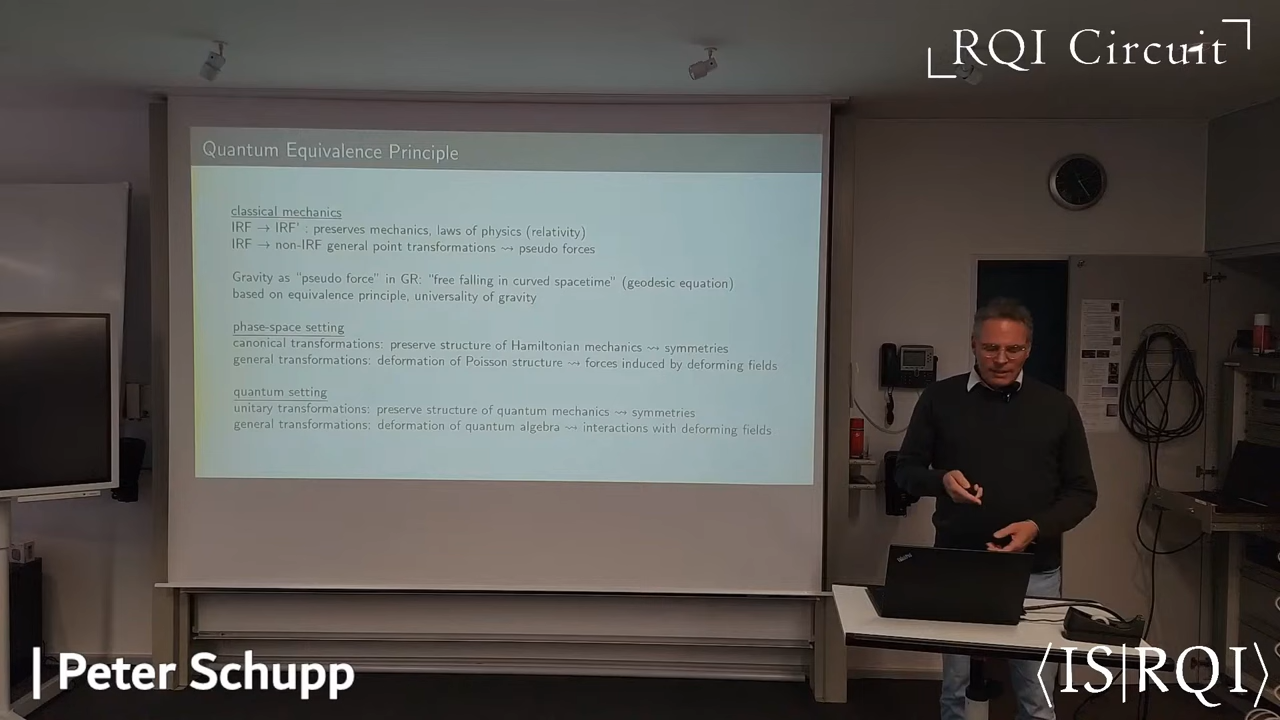 RQI Circuit
Quantum Equivalence Principle
classical mechanics
IRF → IRF' : preserves mechanics, laws of physics (relativity)
IRF → non-IRF general point transformations ⇝ pseudo forces
Gravity as "pseudo force" in GR: "free falling in curved spacetime" (geodesic equation)
based on equivalence principle, universality of gravity
phase-space setting
canonical transformations: preserve structure of Hamiltonian mechanics ⇝ symmetries
general transformations: deformation of Poisson structure ⇝ forces induced by deforming fields
quantum setting
unitary transformations: preserve structure of quantum mechanics ⇝ symmetries
general transformations: deformation of quantum algebra ⇝ interactions with deforming fields
| Peter Schupp
⟨IS|RQI⟩